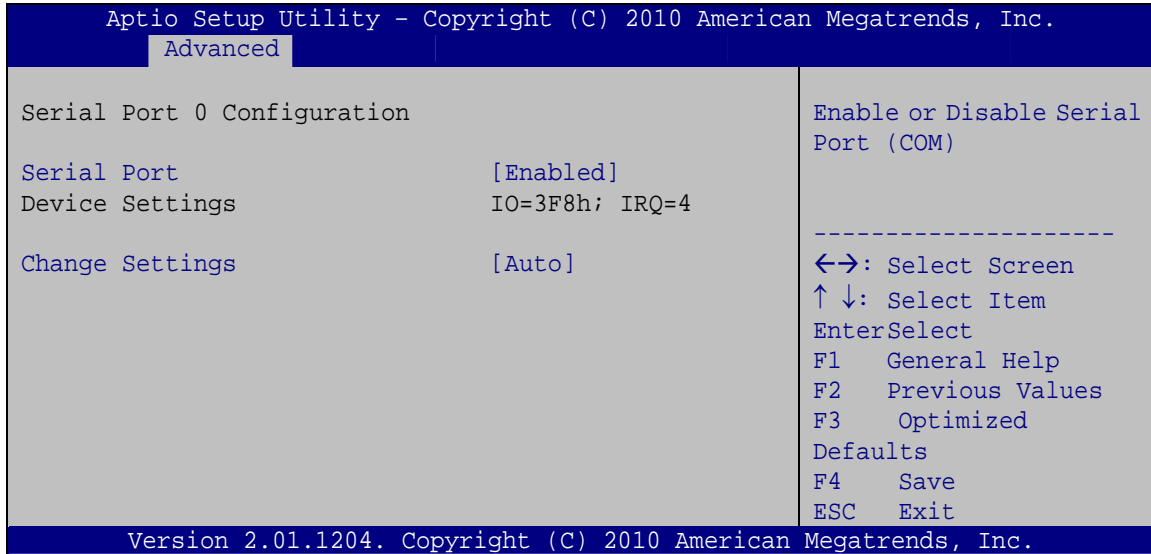 Aptio Setup Utility – Copyright (C) 2010 American Megatrends, Inc.
Advanced
Serial Port 0 Configuration
Serial Port [Enabled]
Device Settings IO=3F8h; IRQ=4
Change Settings [Auto]
Enable or Disable Serial
Port (COM)
---------------------
←→: Select Screen
↑ ↓: Select Item
EnterSelect
F1 General Help
F2 Previous Values
F3 Optimized
Defaults
F4 Save
ESC Exit
Version 2.01.1204. Copyright (C) 2010 American Megatrends, Inc.